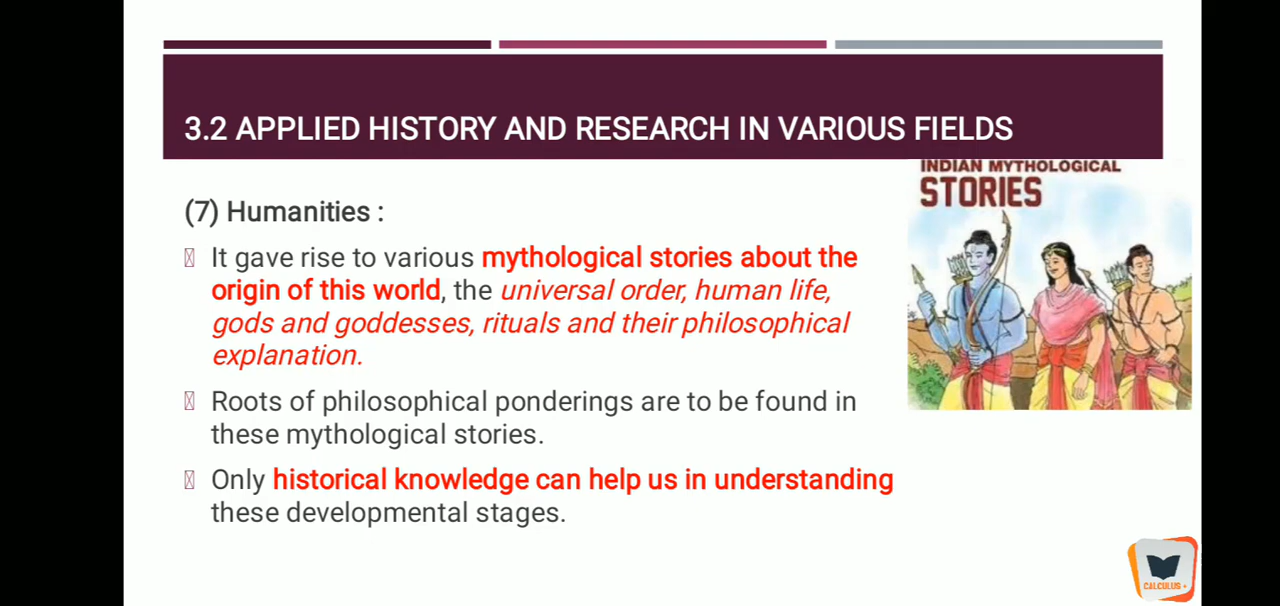 3.2 APPLIED HISTORY AND RESEARCH IN VARIOUS FIELDS
INDIAN MYTHOLOGICAL
STORIES
(7) Humanities :
It gave rise to various mythological stories about the
origin of this world, the universal order, human life,
gods and goddesses, rituals and their philosophical
explanation.
Roots of philosophical ponderings are to be found in
these mythological stories.
Only historical knowledge can help us in understanding
these developmental stages.
CALCULUS +